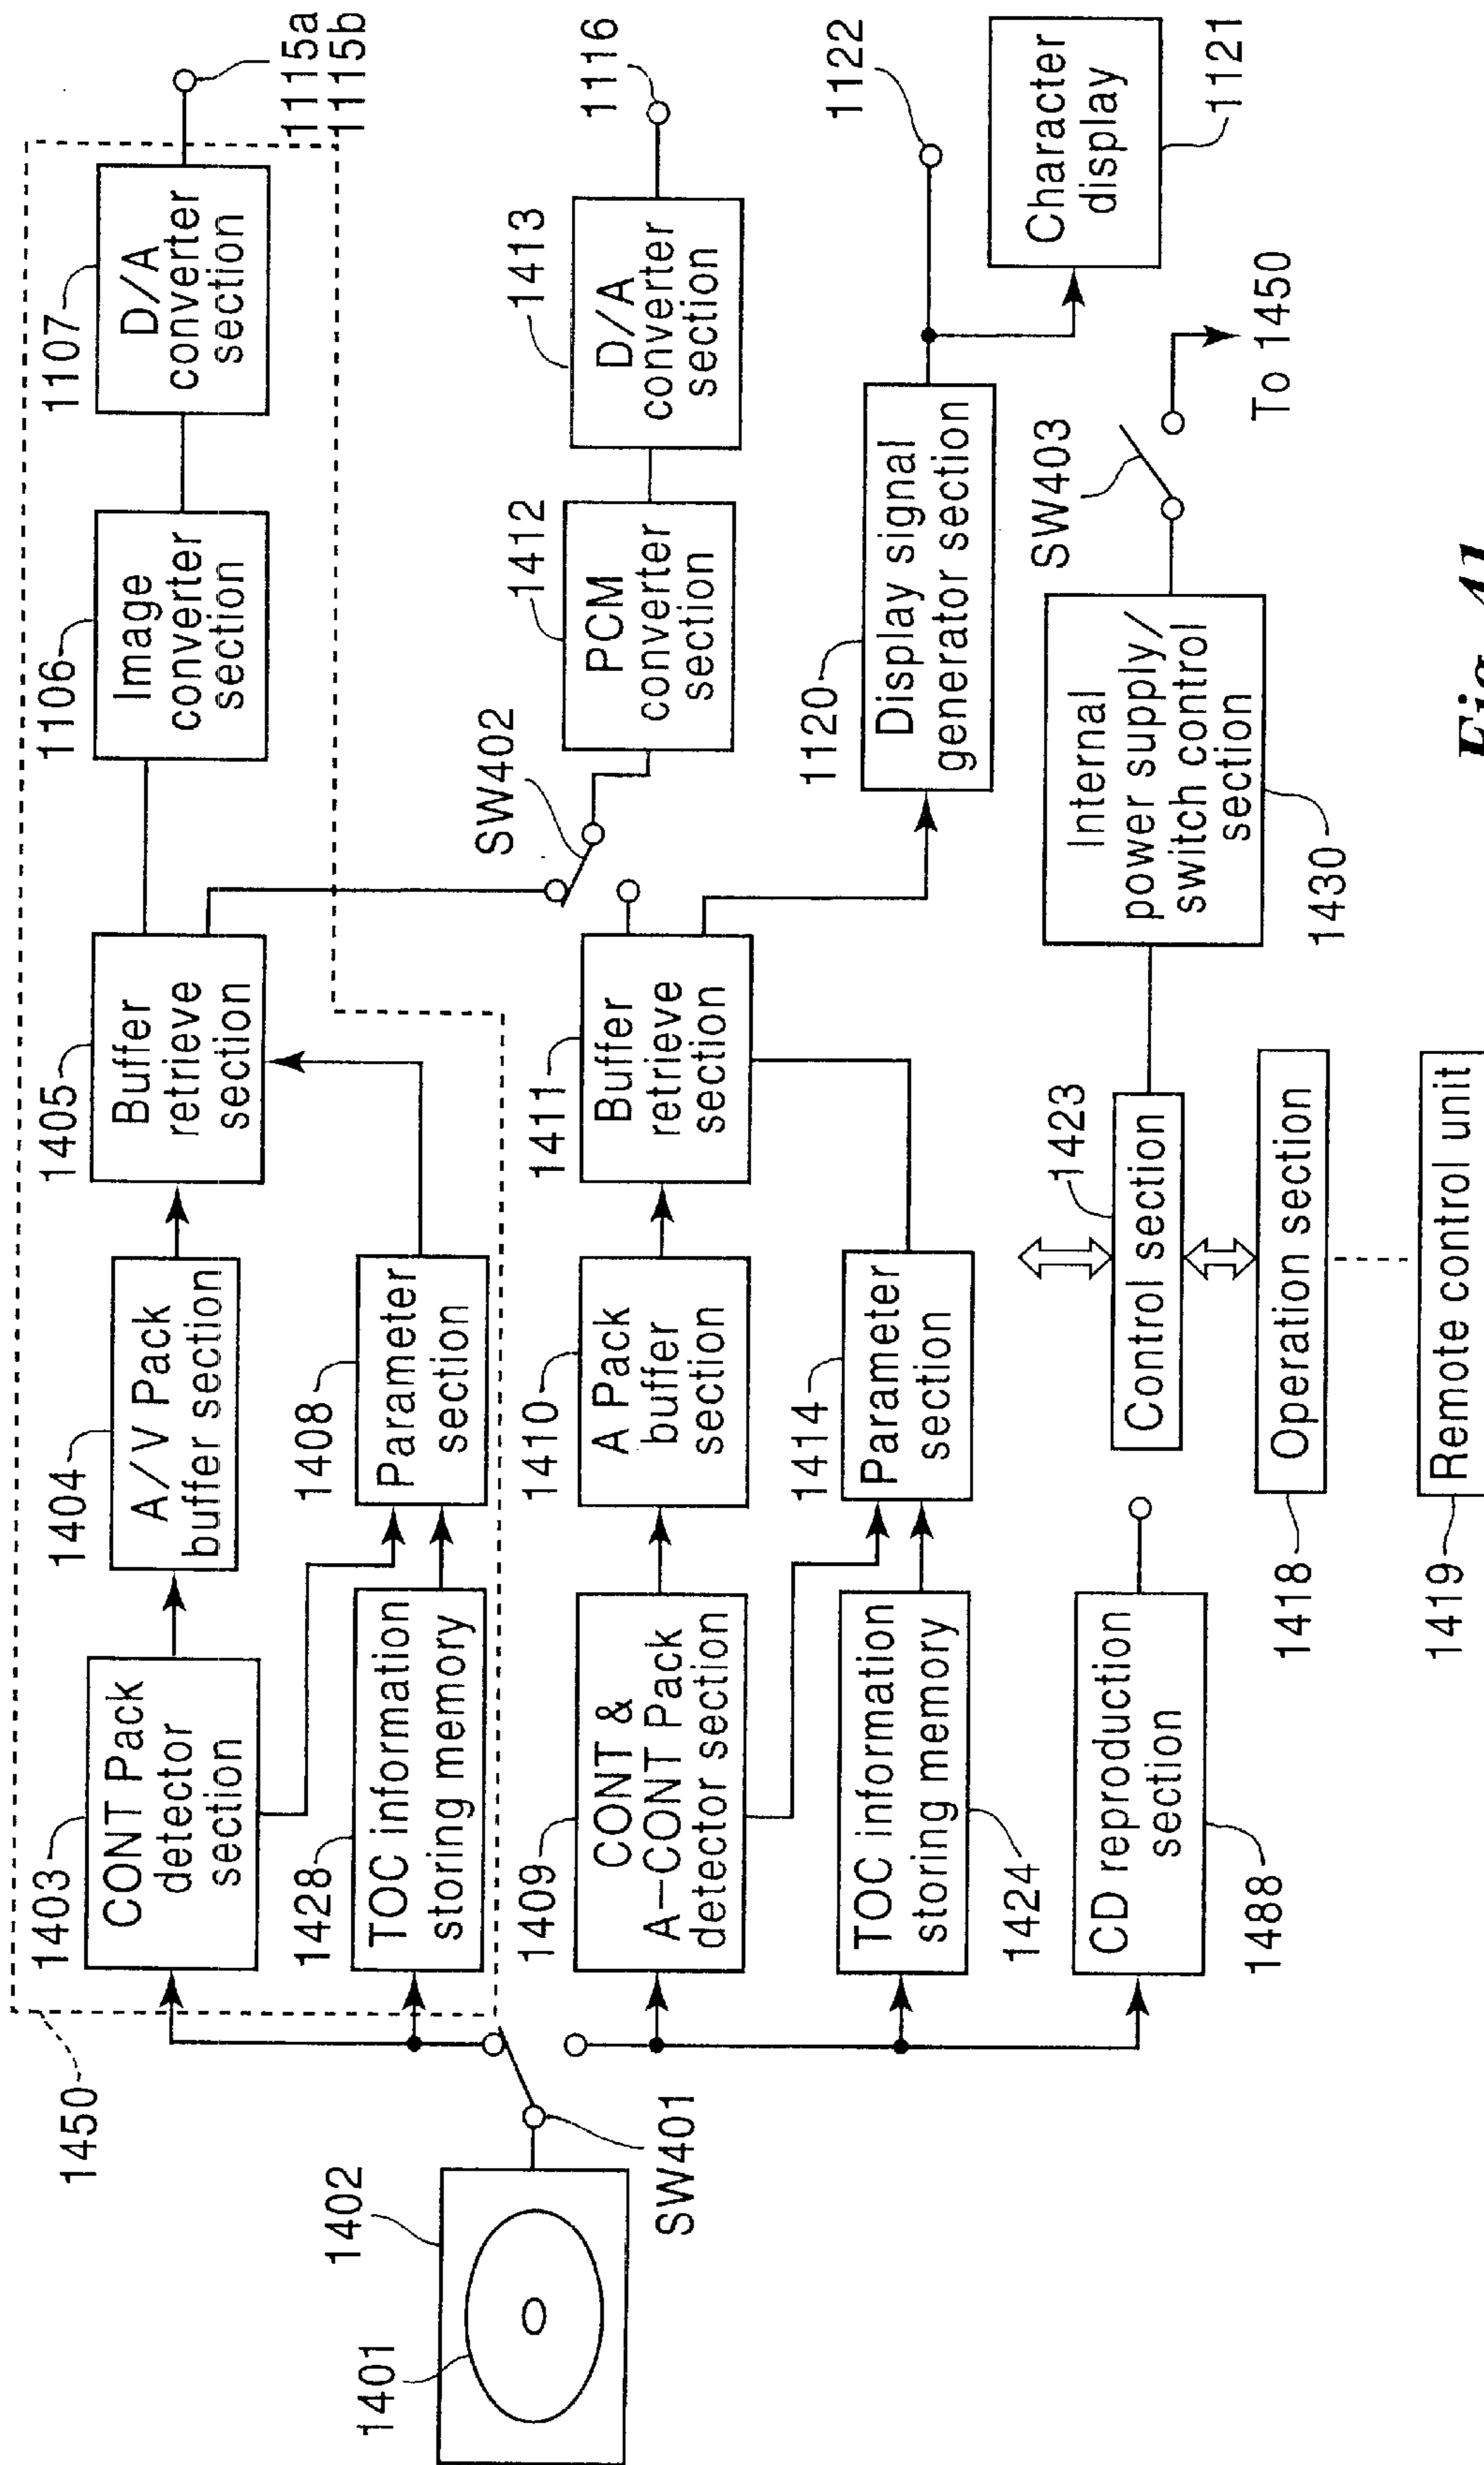 1450
1403
CONT Pack
detector
section
1404
A/V Pack
buffer section
1405
Buffer
retrieve
section
1106
Image
converter
section
1107
D/A
converter
section
1115a
1115b
1428
TOC information
storing memory
1408
Parameter
section
1401
1402
SW401
1409
CONT &
A-CONT Pack
detector section
1410
A Pack
buffer
section
1411
Buffer
retrieve
section
SW402
1412
PCM
converter
section
1413
D/A
converter
section
1116
TOC information
storing memory
1424
1414
Parameter
section
1120
Display signal
generator section
1122
Character
display
1121
CD reproduction
section
1488
1423
Control section
Internal
power supply/
switch control
section
1430
SW403
To 1450
1418
Operation section
1419
Remote control unit
Fig. 41